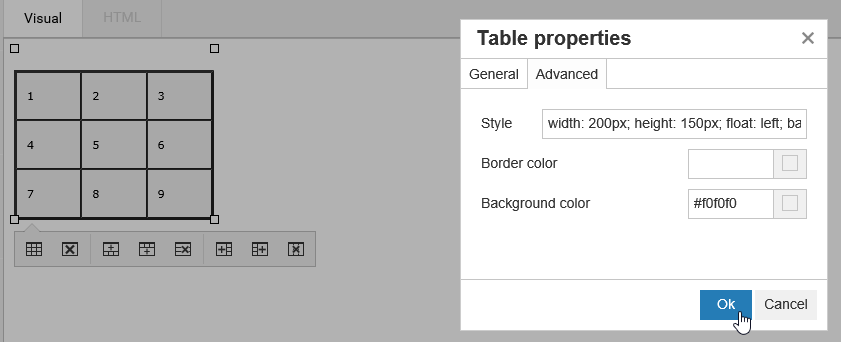 Visual HTML
Table properties
General Advanced
1 2 3
Style width: 200px; height: 150px; float: left; ba
4 5 6
Border color
7 8 9
Background color #f0f0f0
Ok Cancel